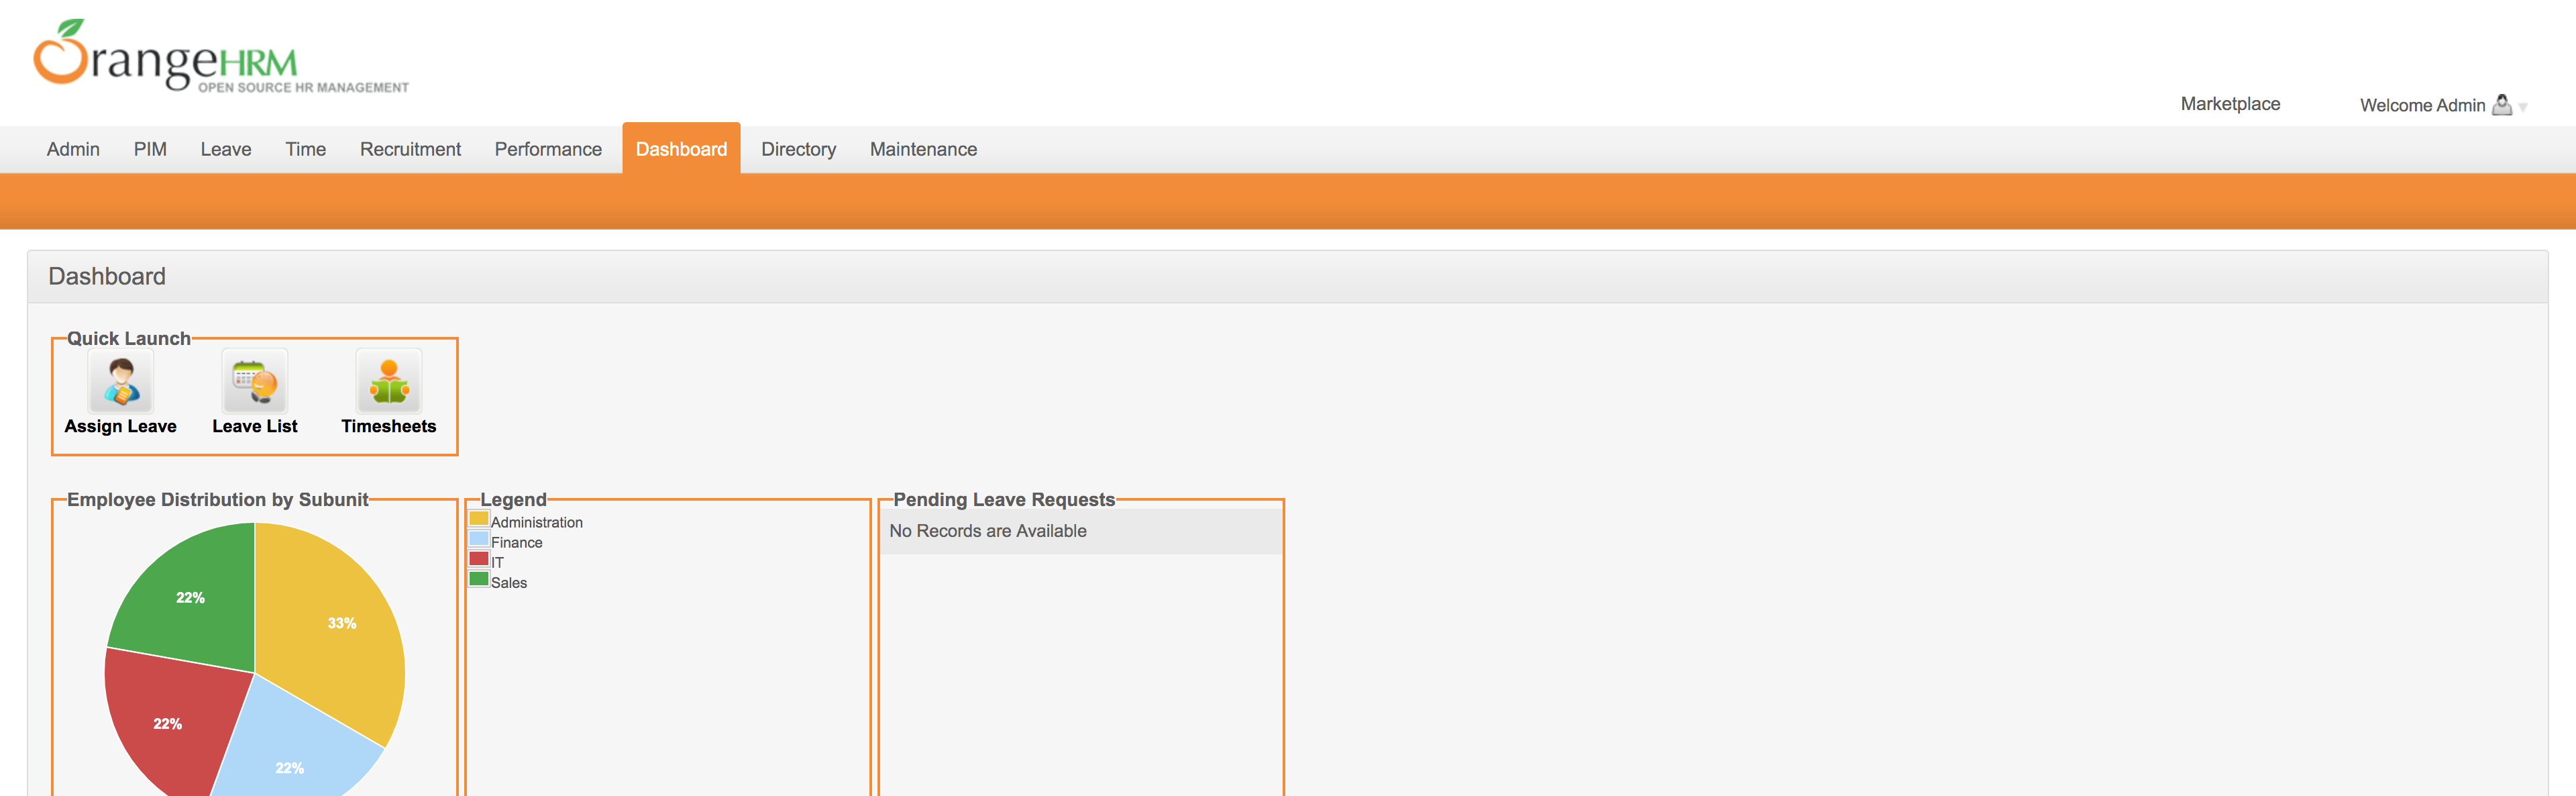 OrangeHRM
OPEN SOURCE HR MANAGEMENT
Marketplace
Welcome Admin
Admin PIM Leave Time Recruitment Performance Dashboard Directory Maintenance
Dashboard
Quick Launch
Assign Leave Leave List Timesheets
Employee Distribution by Subunit
22%
33%
22%
22%
Legend
Administration
Finance
IT
Sales
Pending Leave Requests
No Records are Available